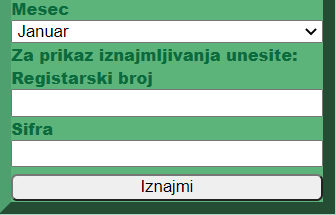 Mesec
Januar
Za prikaz iznajmljivanja unesite:
Registarski broj
Sifra
Iznajmi